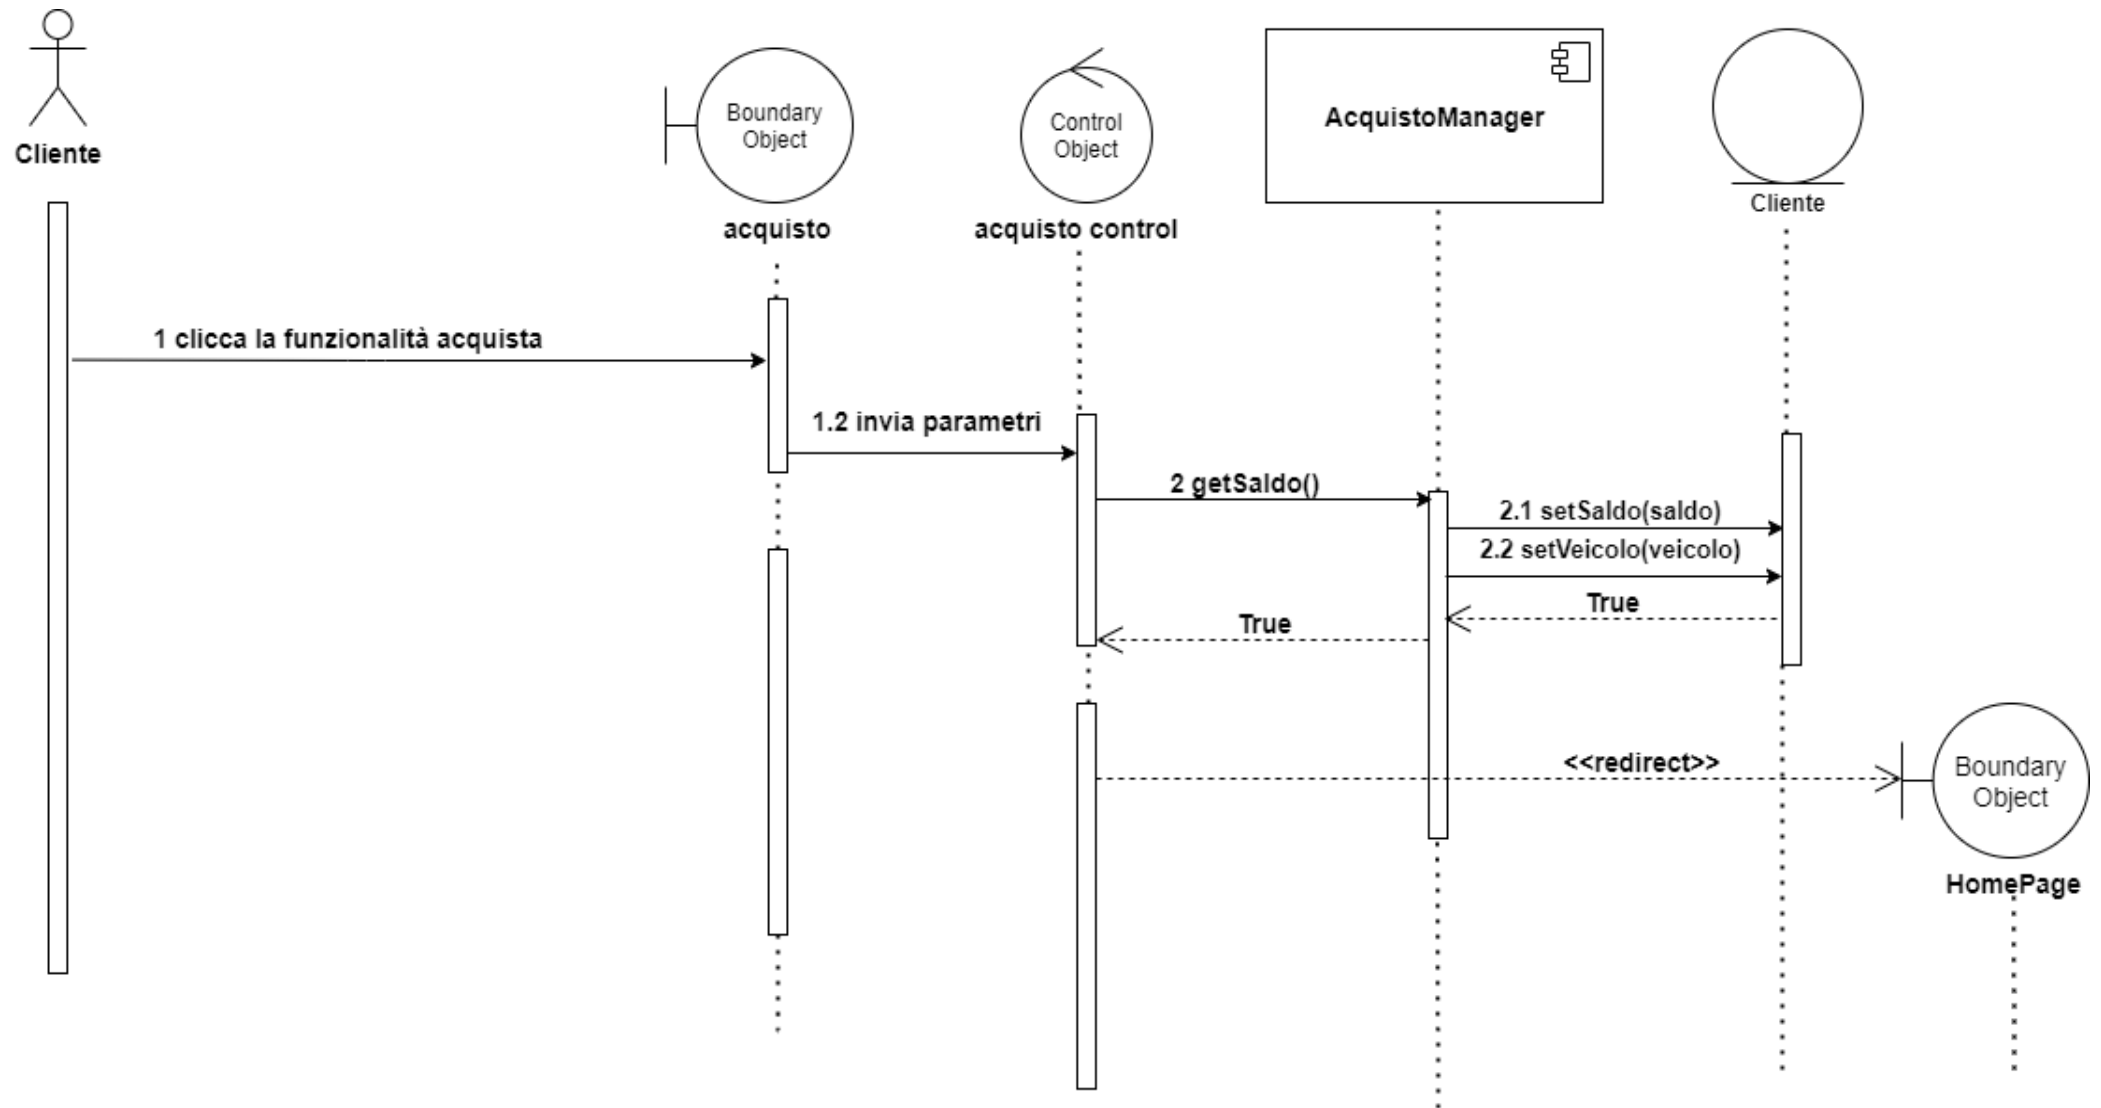 Cliente
Boundary
Object
acquisto
Control
Object
acquisto control
AcquistoManager
Cliente
1 clicca la funzionalità acquista
1.2 invia parametri
2 getSaldo()
2.1 setSaldo(saldo)
2.2 setVeicolo(veicolo)
True
True
<<redirect>>
Boundary
Object
HomePage